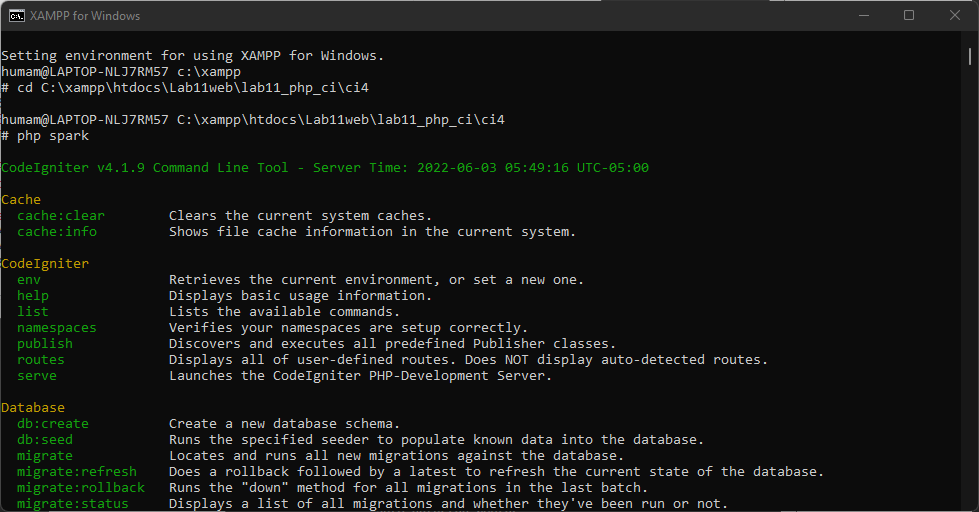 XAMPP for Windows
Setting environment for using XAMPP for Windows.
humam@LAPTOP-NLJ7RM57 c:\xampp
# cd C:\xampp\htdocs\Lab11web\lab11_php_ci\ci4
humam@LAPTOP-NLJ7RM57 C:\xampp\htdocs\Lab11web\lab11_php_ci\ci4
# php spark
CodeIgniter v4.1.9 Command Line Tool - Server Time: 2022-06-03 05:49:16 UTC-05:00
Cache
cache:clear Clears the current system caches.
cache:info Shows file cache information in the current system.
CodeIgniter
env Retrieves the current environment, or set a new one.
help Displays basic usage information.
list Lists the available commands.
namespaces Verifies your namespaces are setup correctly.
publish Discovers and executes all predefined Publisher classes.
routes Displays all of user-defined routes. Does NOT display auto-detected routes.
serve Launches the CodeIgniter PHP-Development Server.
Database
db:create Create a new database schema.
db:seed Runs the specified seeder to populate known data into the database.
migrate Locates and runs all new migrations against the database.
migrate:refresh Does a rollback followed by a latest to refresh the current state of the database.
migrate:rollback Runs the "down" method for all migrations in the last batch.
migrate:status Displays a list of all migrations and whether they've been run or not.